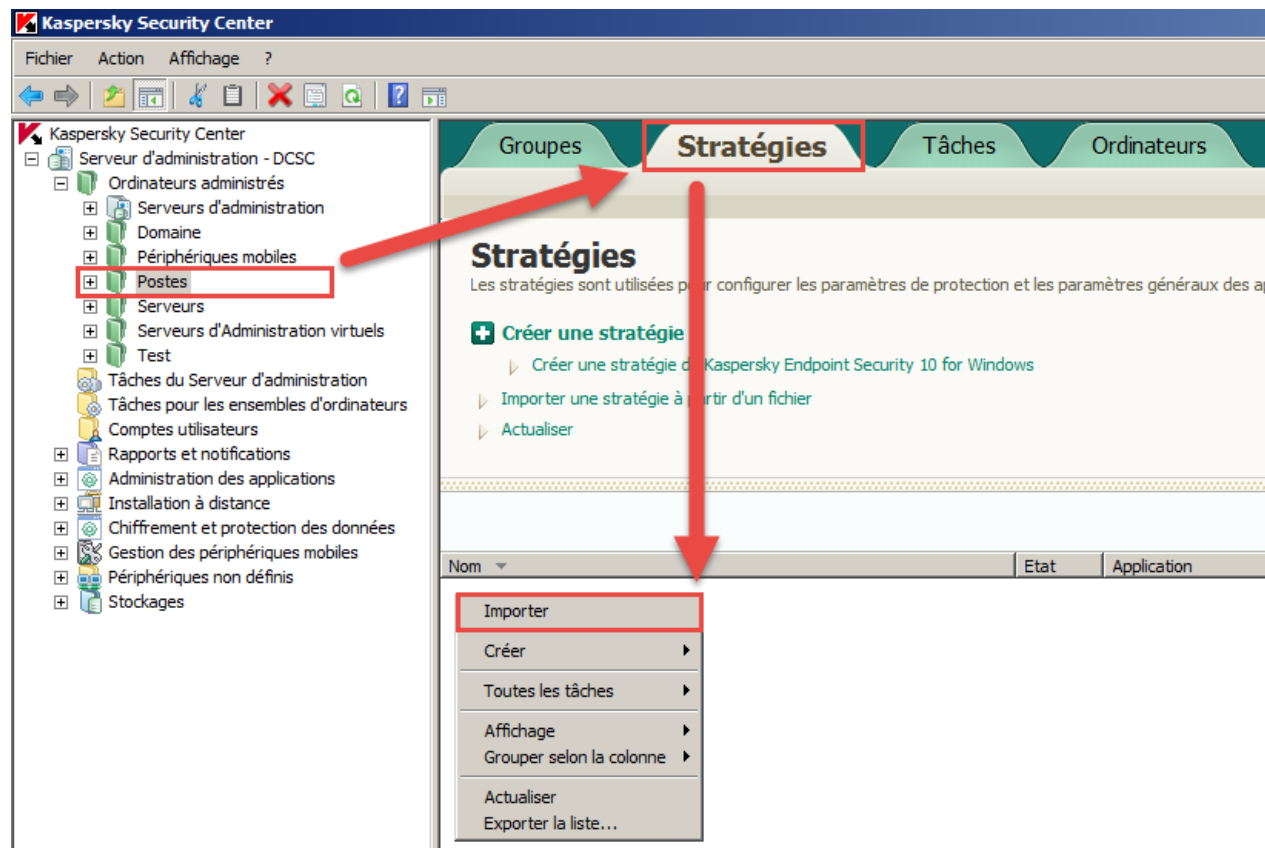 Kaspersky Security Center
Fichier Action Affichage ?
Kaspersky Security Center
Serveur d'administration - DCSC
Ordinateurs administrés
Serveurs d'administration
Domaine
Périphériques mobiles
Postes
Serveurs
Serveurs d'Administration virtuels
Test
Tâches du Serveur d'administration
Tâches pour les ensembles d'ordinateurs
Comptes utilisateurs
Rapports et notifications
Administration des applications
Installation à distance
Chiffrement et protection des données
Gestion des périphériques mobiles
Périphériques non définis
Stockages
Groupes Stratégies Tâches Ordinateurs
Stratégies
Les stratégies sont utilisées pour configurer les paramètres de protection et les paramètres généraux des
Créer une stratégie
Créer une stratégie de Kaspersky Endpoint Security 10 for Windows
Importer une stratégie à partir d'un fichier
Actualiser
Nom Etat Application
Importer
Créer
Toutes les tâches
Affichage
Grouper selon la colonne
Actualiser
Exporter la liste...